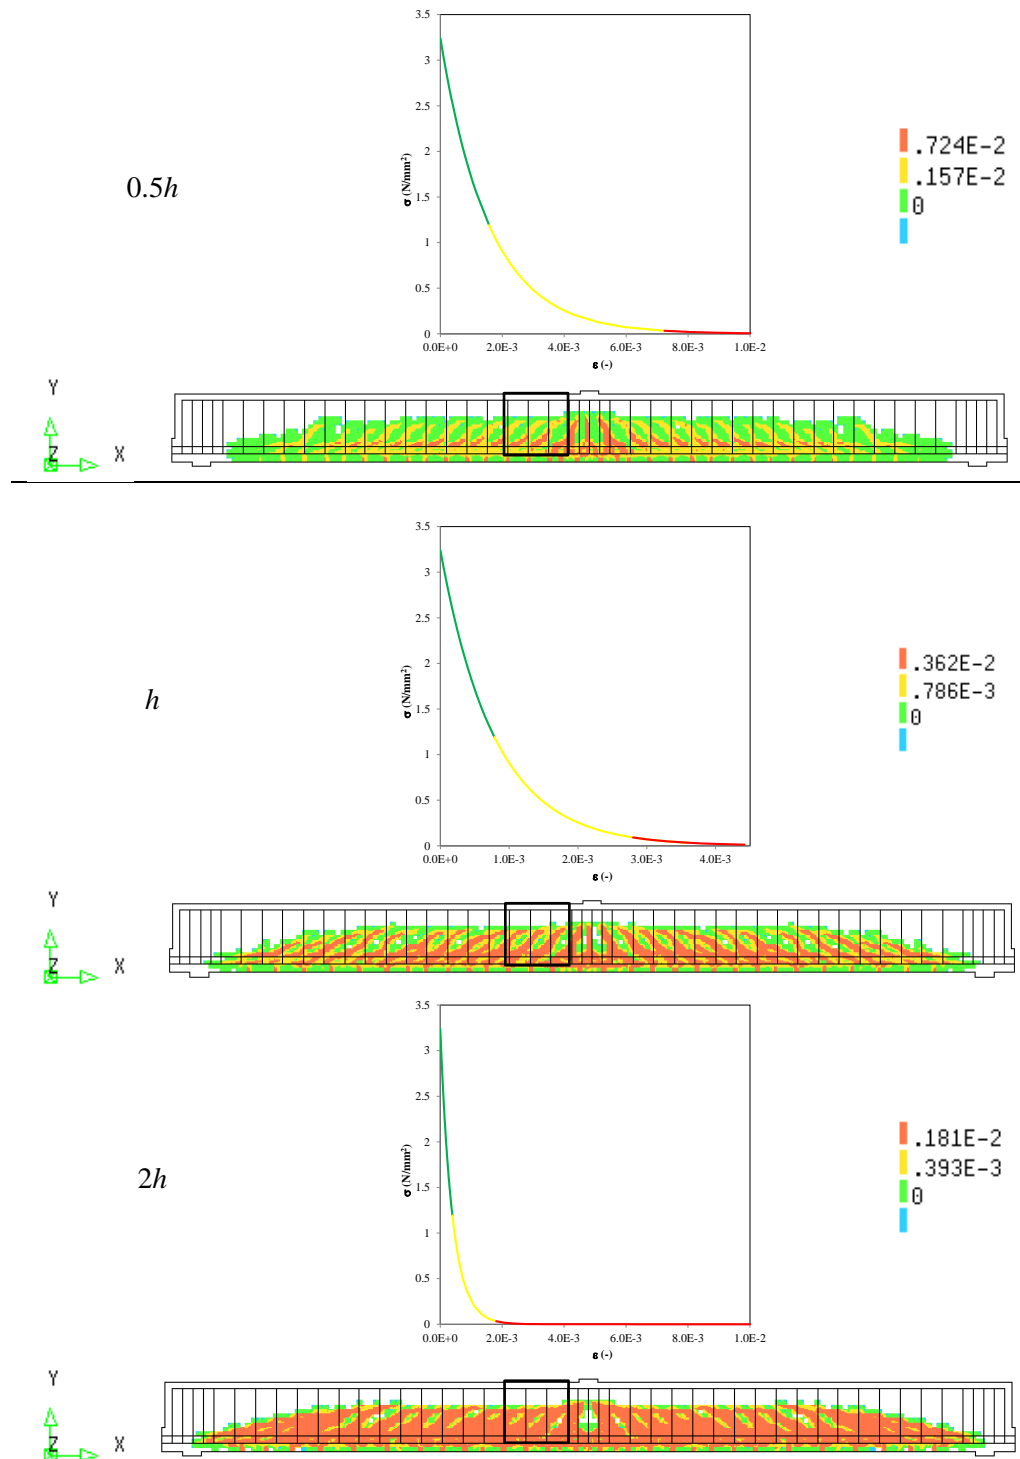 3.5
3
3.5
2
1.5
1
0.5
0
σ (N/mm²)
0.0E+0 2.0E-3 4.0E-3 6.0E-3 8.0E-3 1.0E-2
ε (-)
0.5h
.724E-2
.157E-2
0
Y
Z X
3.5
3
2.5
2
1.5
1
0.5
0
σ (N/mm²)
0.0E+0 1.0E-3 2.0E-3 3.0E-3 4.0E-3
ε (-)
h
.362E-2
.786E-3
0
Y
Z X
3.5
3
2.5
2
1.5
1
0.5
0
σ (N/mm²)
0.0E+0 2.0E-3 4.0E-3 6.0E-3 8.0E-3 1.0E-2
ε (-)
2h
.181E-2
.393E-3
0
Y
Z X